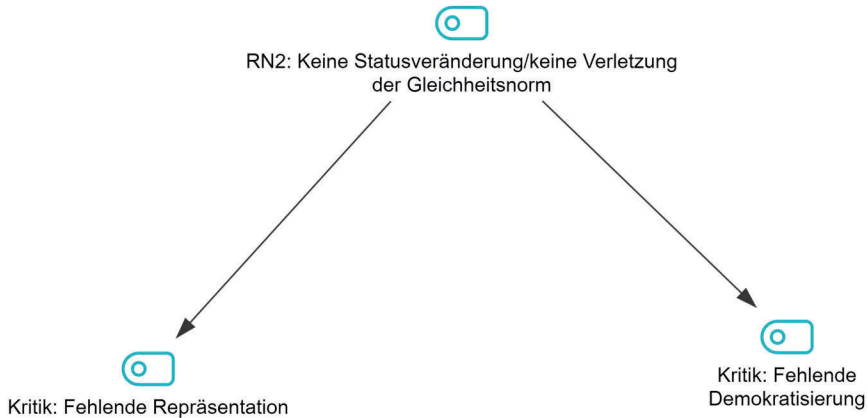 RN2: Keine Statusveränderung/keine Verletzung
der Gleichheitsnorm
Kritik: Fehlende Repräsentation
Kritik: Fehlende
Demokratisierung